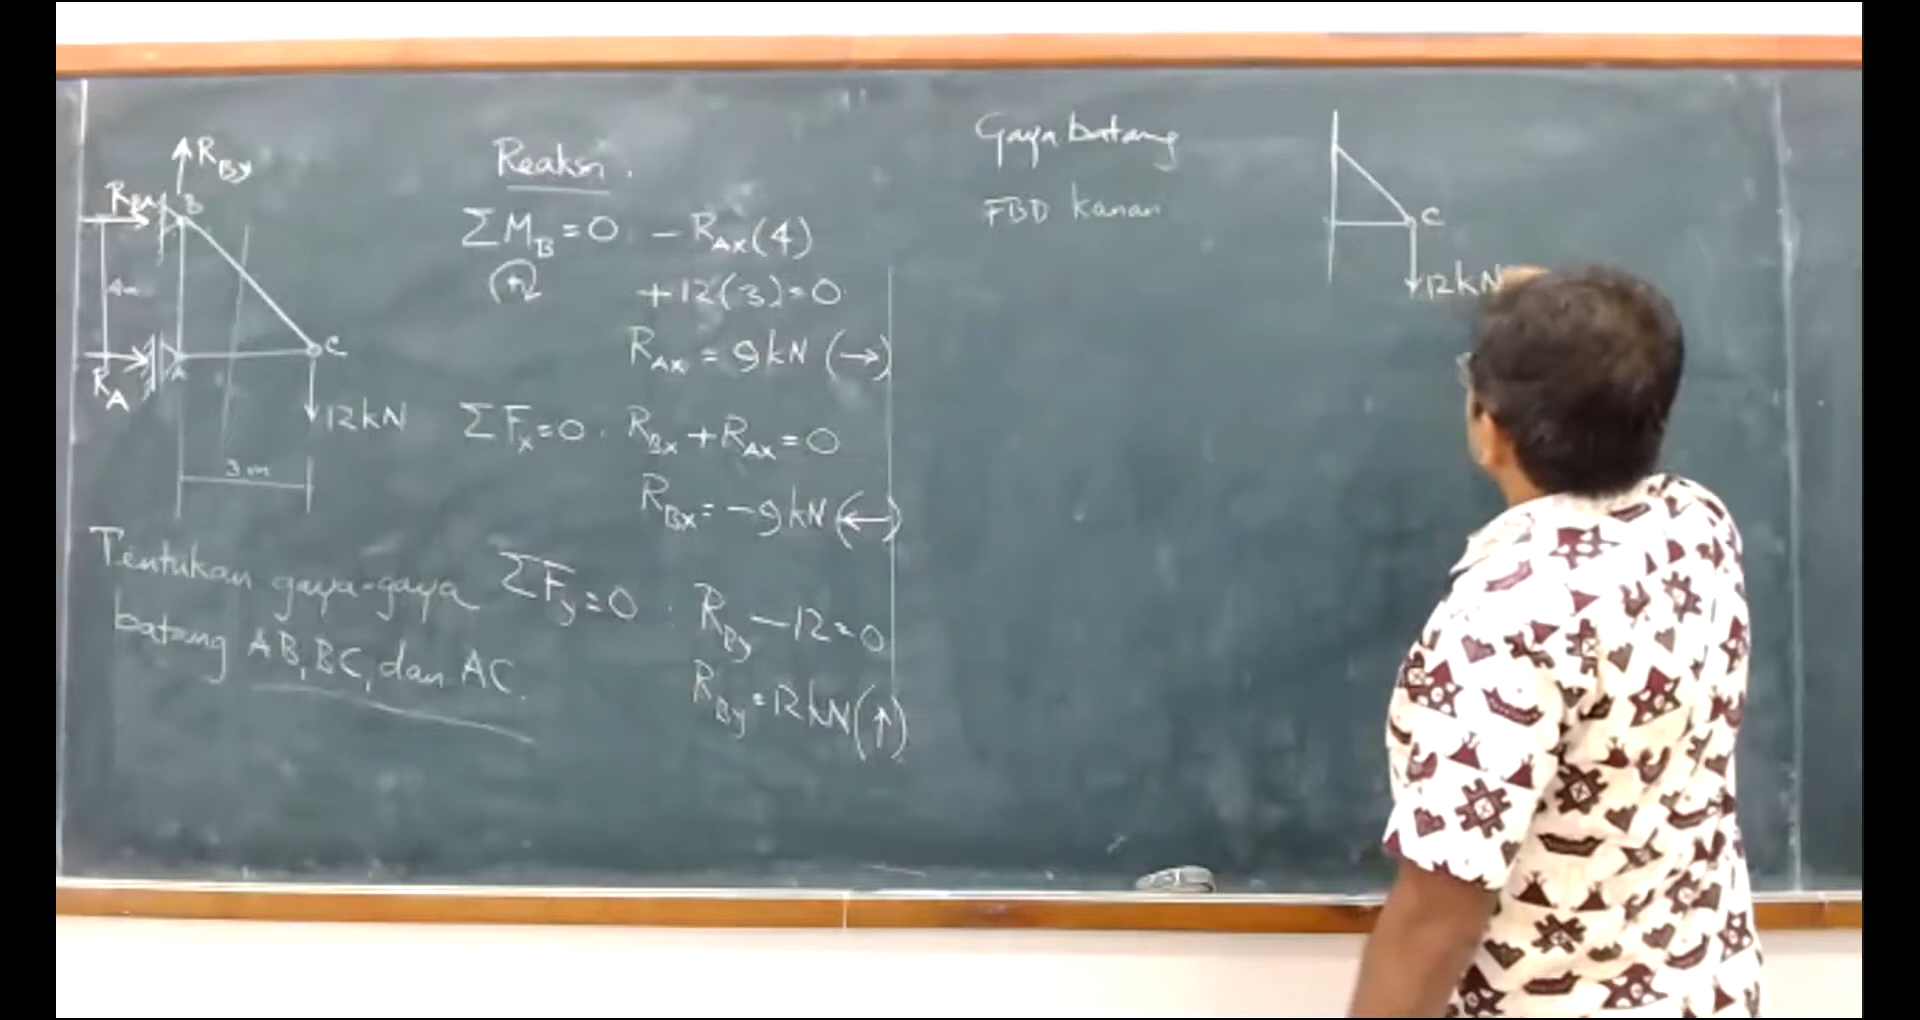 R_By
R_Bx B
4m
A C
R_A
12 kN
3 m
Tentukan gaya-gaya
batang AB, BC, dan AC.
Reaksi.
ΣM_B = 0. - R_Ax(4)
+12(3) = 0
R_Ax = 9 kN (→)
ΣF_x = 0. R_Bx + R_Ax = 0
R_Bx = -9 kN (←)
ΣF_y = 0. R_By - 12 = 0
R_By = 12 kN (↑)
Gaya batang
FBD kanan
C
12 kN